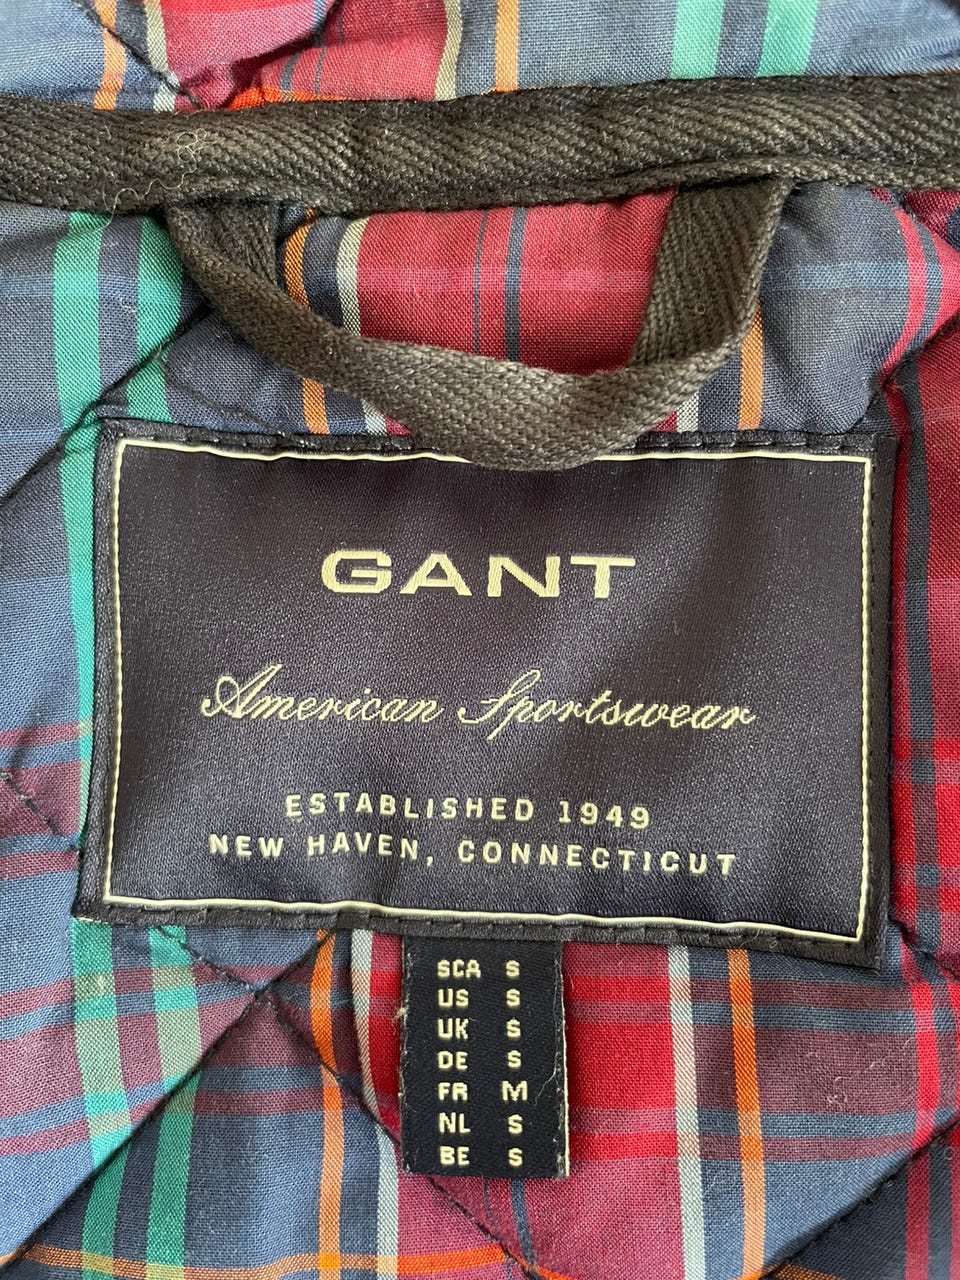 GANT
American Sportswear
ESTABLISHED 1949
NEW HAVEN, CONNECTICUT
SCA S
US S
UK S
DE S
FR M
NL S
BE S